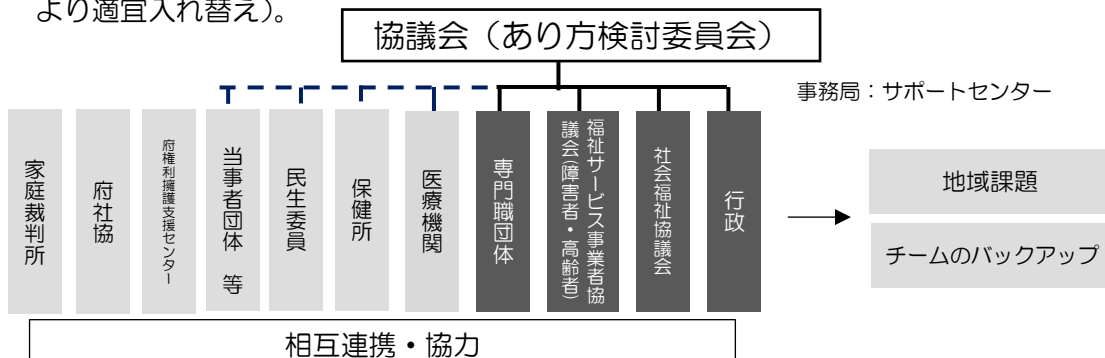 より適宜入れ替え）。
協議会（あり方検討委員会）
事務局：サポートセンター
家庭裁判所
府社協
府権利擁護支援センター
当事者団体　等
民生委員
保健所
医療機関
専門職団体
福祉サービス事業者協
議会（障害者・高齢者）
社会福祉協議会
行政
地域課題
チームのバックアップ
相互連携・協力